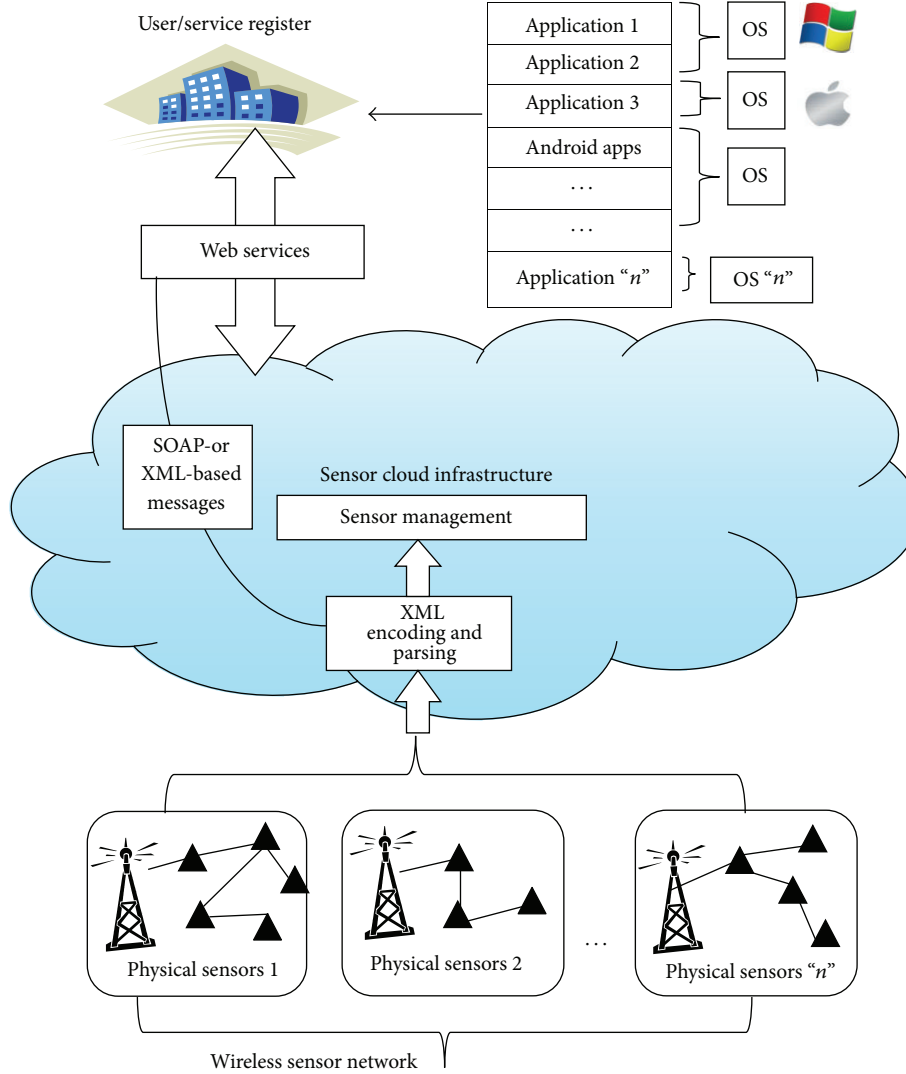 User/service register
Application 1
OS
Application 2
Application 3
OS
Android apps
OS
...
...
Application “n”
OS “n”
Web services
SOAP-or
XML-based
messages
Sensor cloud infrastructure
Sensor management
XML
encoding and
parsing
Physical sensors 1
Physical sensors 2
...
Physical sensors “n”
Wireless sensor network